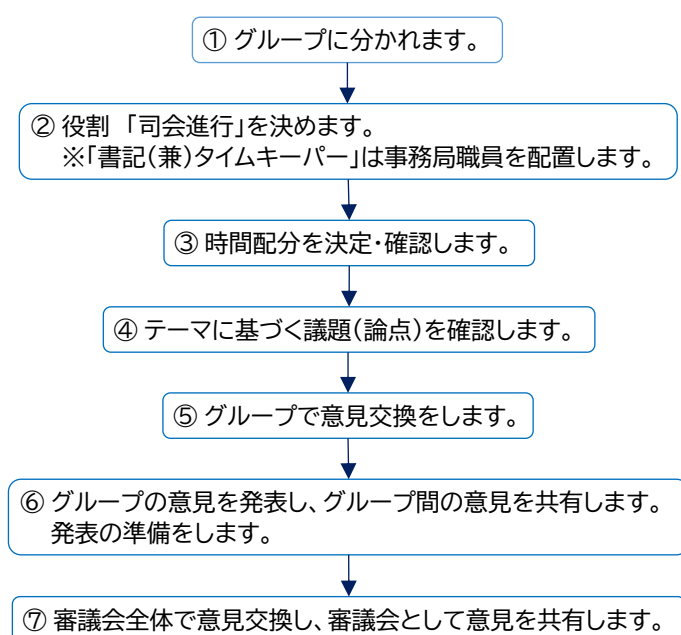 ① グループに分かれます。
② 役割 「司会進行」を決めます。
※「書記(兼)タイムキーパー」は事務局職員を配置します。
③ 時間配分を決定・確認します。
④ テーマに基づく議題(論点)を確認します。
⑤ グループで意見交換をします。
⑥ グループの意見を発表し、グループ間の意見を共有します。
発表の準備をします。
⑦ 審議会全体で意見交換し、審議会として意見を共有します。